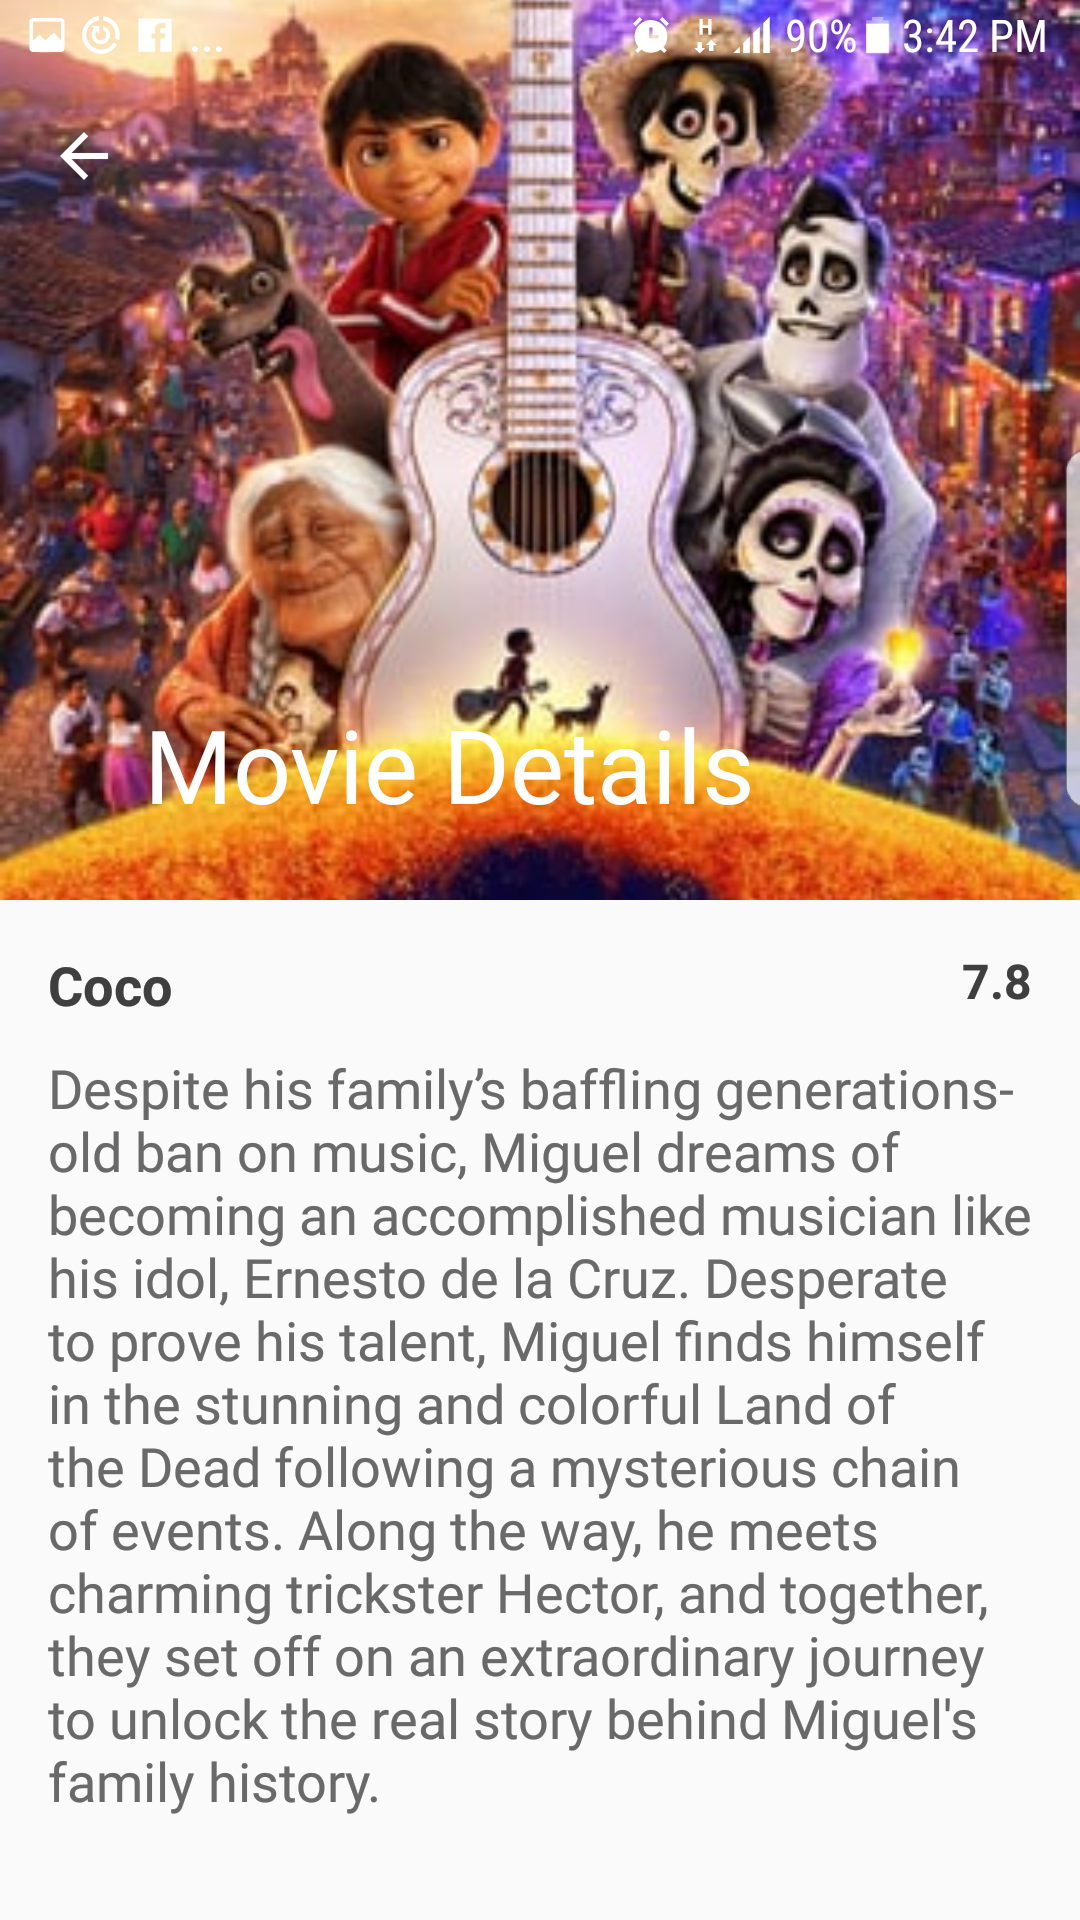 H 90% 3:42 PM
Movie Details
Coco 7.8
Despite his family’s baffling generations-
old ban on music, Miguel dreams of
becoming an accomplished musician like
his idol, Ernesto de la Cruz. Desperate
to prove his talent, Miguel finds himself
in the stunning and colorful Land of
the Dead following a mysterious chain
of events. Along the way, he meets
charming trickster Hector, and together,
they set off on an extraordinary journey
to unlock the real story behind Miguel's
family history.